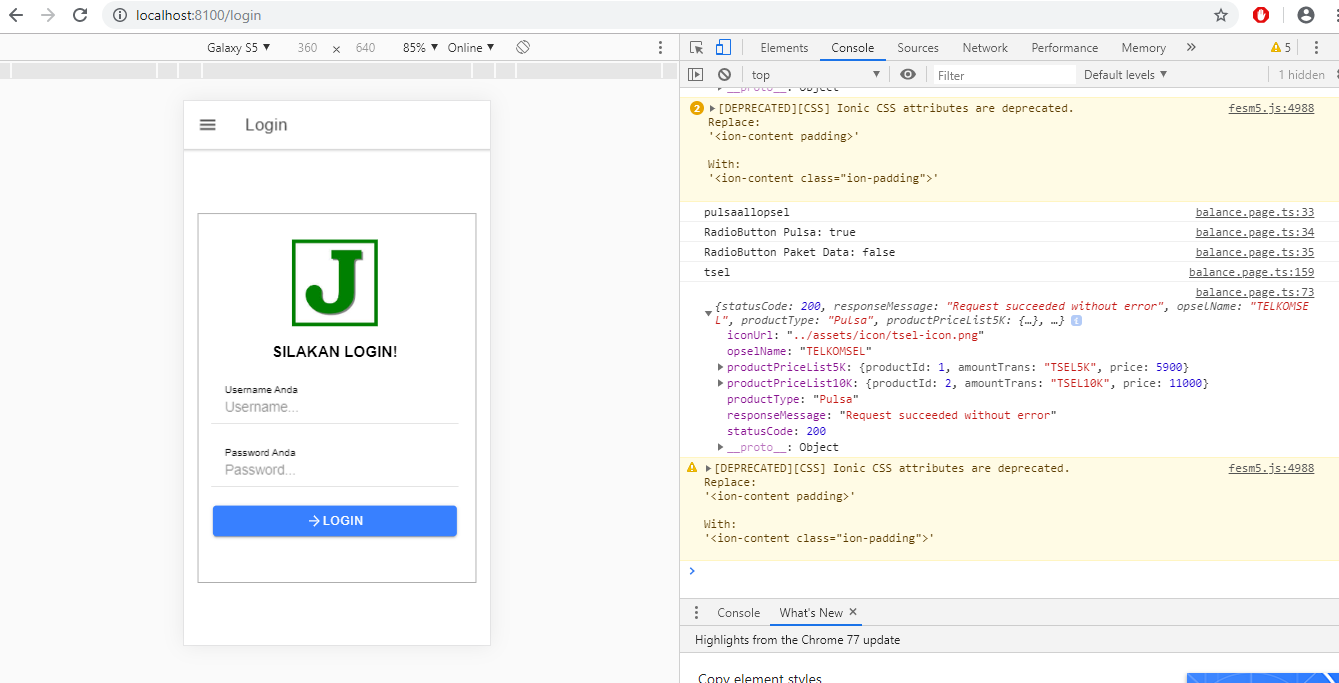 localhost:8100/login
Galaxy S5 ▼ 360 × 640 85% ▼ Online ▼
Login
J
SILAKAN LOGIN!
Username Anda
Username...
Password Anda
Password...
LOGIN
Elements Console Sources Network Performance Memory » 5
top ▼ Filter Default levels ▼ 1 hidden
__proto__: Object
2 ▶[DEPRECATED][CSS] Ionic CSS attributes are deprecated. fesm5.js:4988
Replace:
'<ion-content padding>'
With:
'<ion-content class="ion-padding">'
pulsaallopsel balance.page.ts:33
RadioButton Pulsa: true balance.page.ts:34
RadioButton Paket Data: false balance.page.ts:35
tsel balance.page.ts:159
balance.page.ts:73
{statusCode: 200, responseMessage: "Request succeeded without error", opselName: "TELKOMSE
L", productType: "Pulsa", productPriceList5K: {…}, …} i
iconUrl: "../assets/icon/tsel-icon.png"
opselName: "TELKOMSEL"
▶productPriceList5K: {productId: 1, amountTrans: "TSEL5K", price: 5900}
▶productPriceList10K: {productId: 2, amountTrans: "TSEL10K", price: 11000}
productType: "Pulsa"
responseMessage: "Request succeeded without error"
statusCode: 200
▶__proto__: Object
▶[DEPRECATED][CSS] Ionic CSS attributes are deprecated. fesm5.js:4988
Replace:
'<ion-content padding>'
With:
'<ion-content class="ion-padding">'
Console What's New ×
Highlights from the Chrome 77 update
Copy element styles